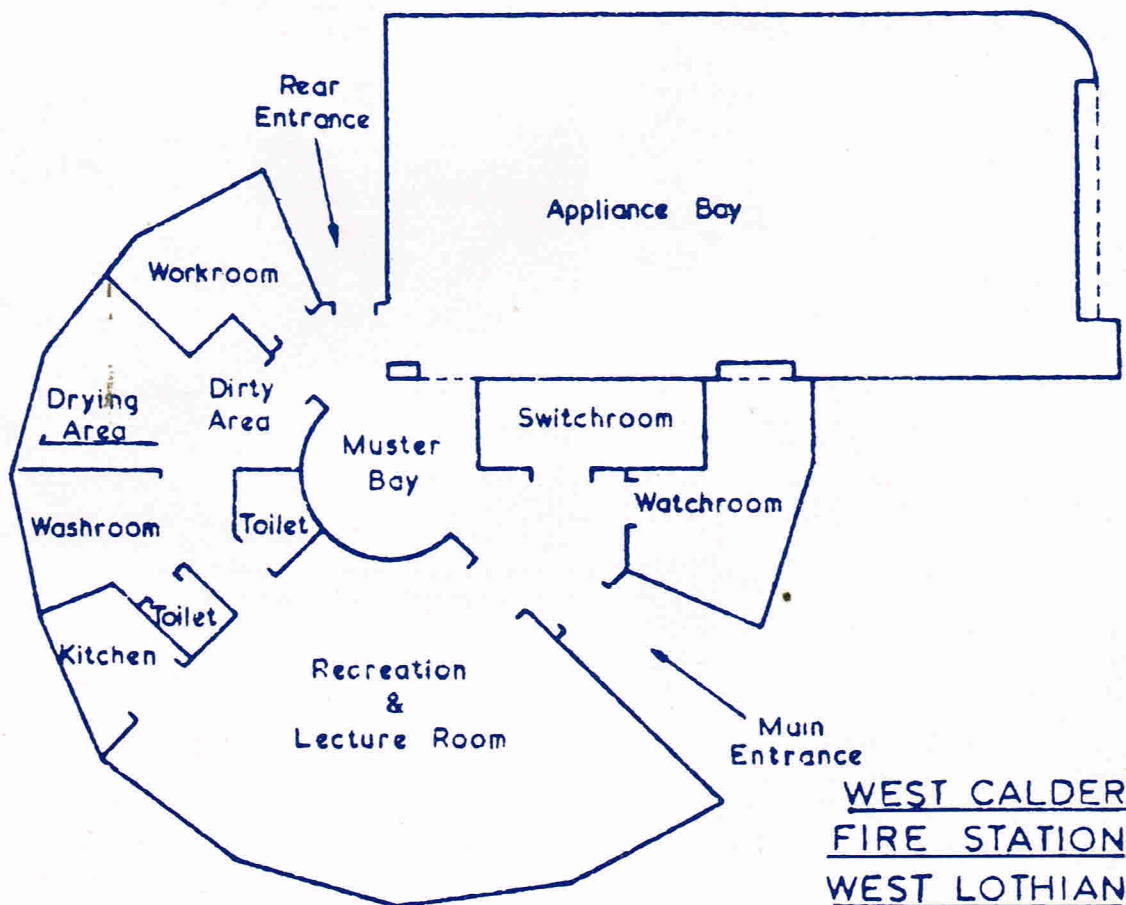 Rear
Entrance
Appliance Bay
Workroom
Drying
Area
Dirty
Area
Muster
Bay
Switchroom
Watchroom
Washroom
Toilet
Toilet
Kitchen
Recreation
&
Lecture Room
Main
Entrance
WEST CALDER
FIRE STATION
WEST LOTHIAN